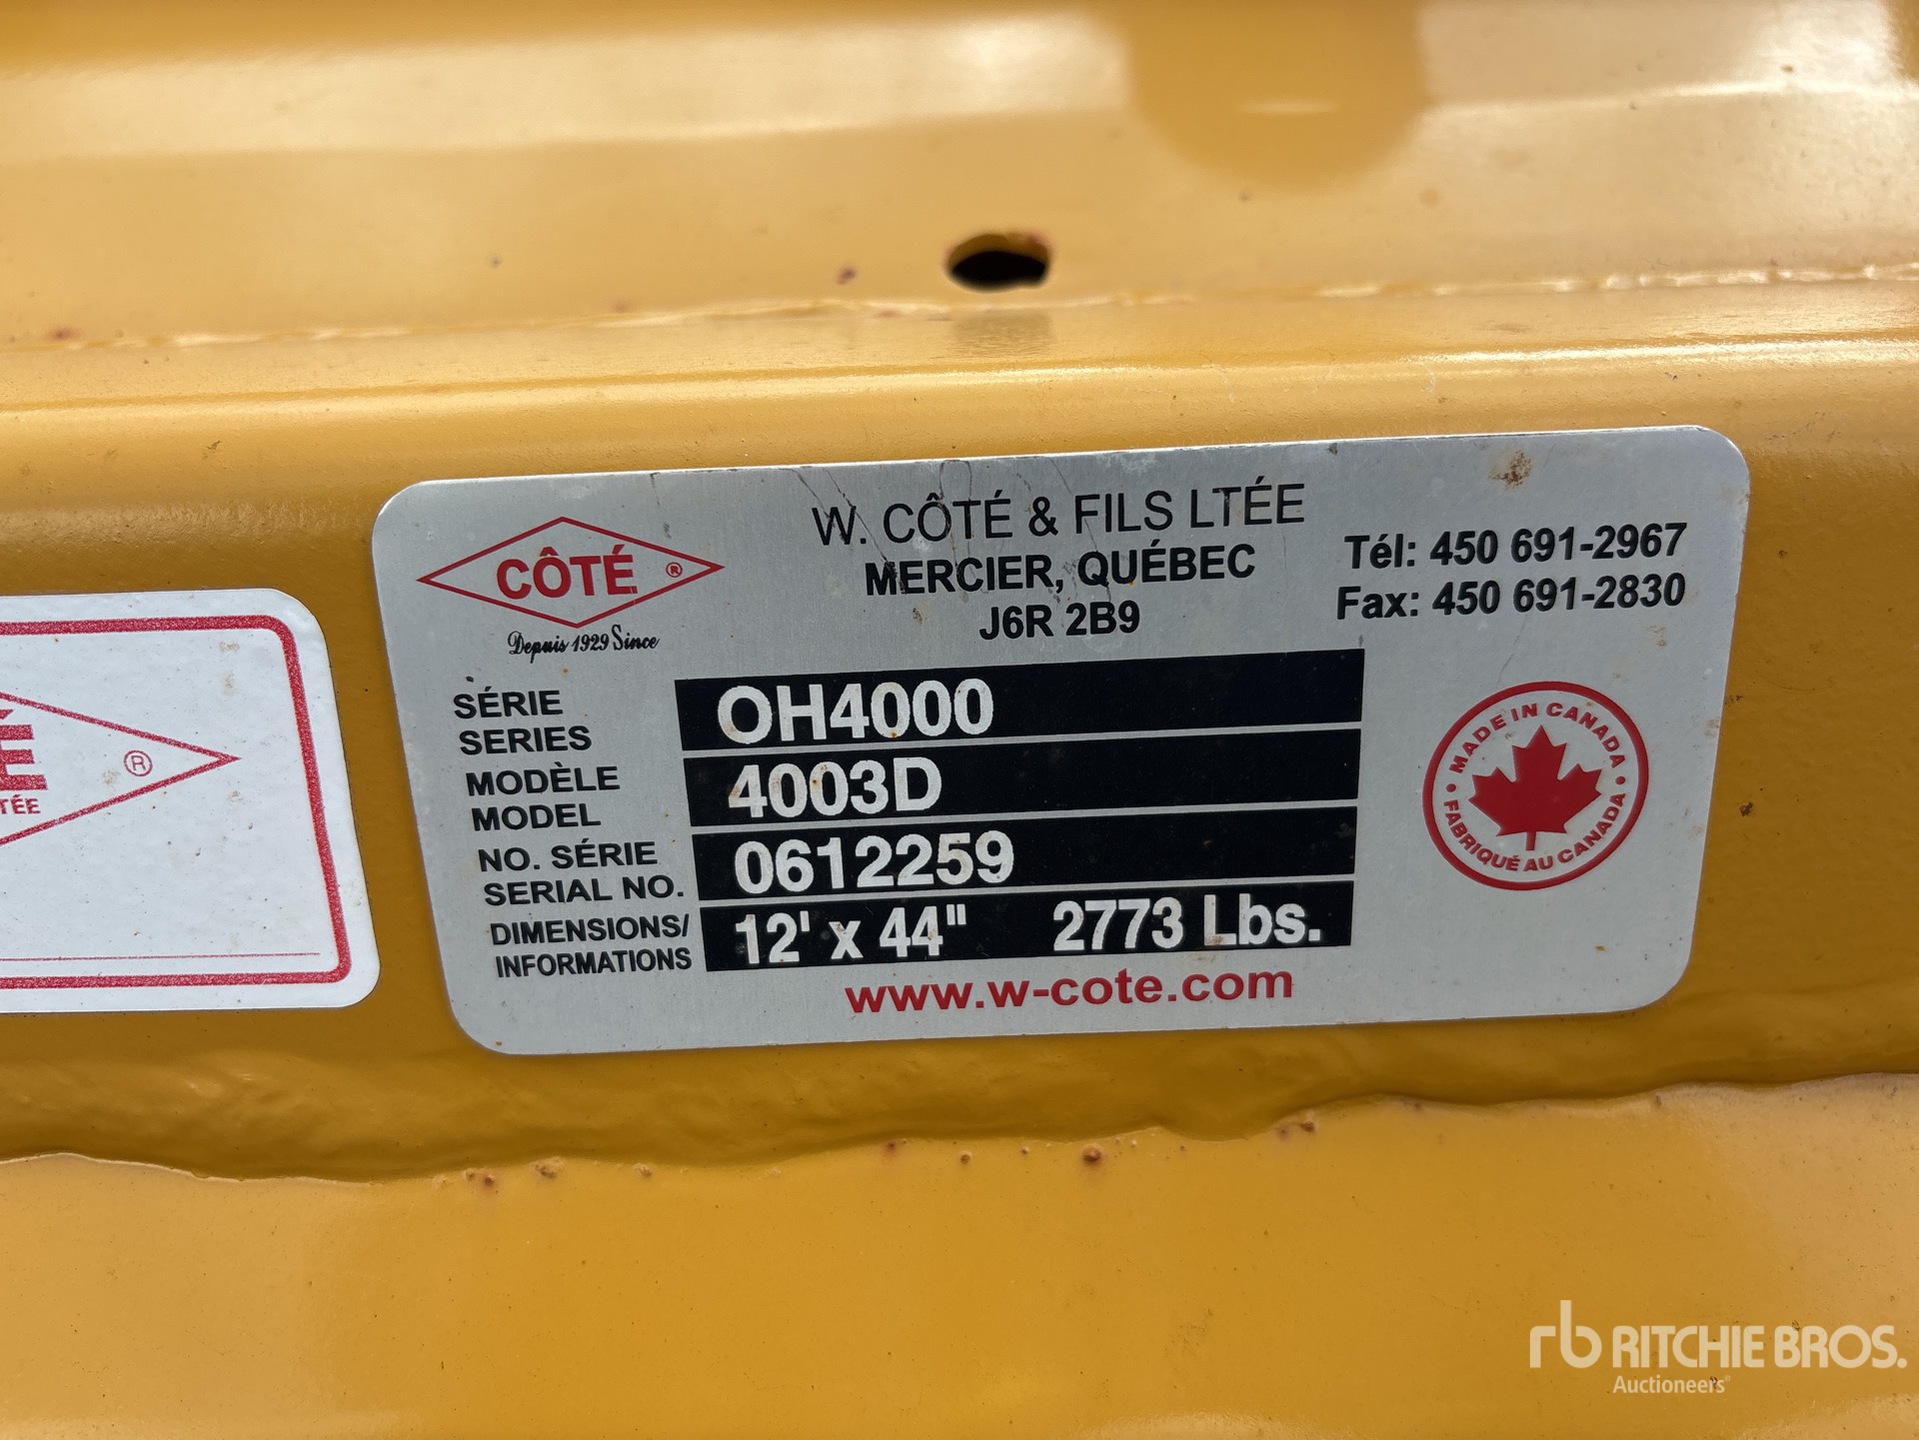 É
®
TÉE
CÔTÉ ®
Depuis 1929 Since
W. CÔTÉ & FILS LTÉE
MERCIER, QUÉBEC
J6R 2B9
Tél: 450 691-2967
Fax: 450 691-2830
SÉRIE
SERIES
OH4000
MODÈLE
MODEL
4003D
NO. SÉRIE
SERIAL NO.
0612259
DIMENSIONS/
INFORMATIONS
12' x 44" 2773 Lbs.
www.w-cote.com
MADE IN CANADA
FABRIQUÉ AU CANADA
rb RITCHIE BROS.
Auctioneers